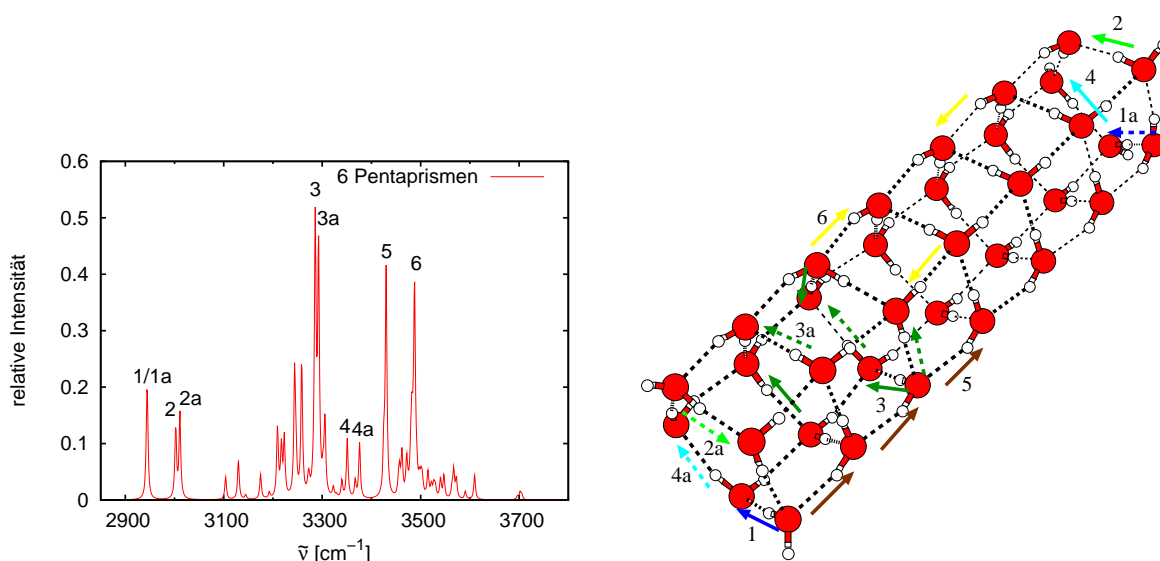 0.6
0.5
0.4
0.3
0.2
0.1
0
relative Intensität
2900 3100 3300 3500 3700
ν̃ [cm⁻¹]
6 Pentaprismen
1/1a
2
2a
3
3a
4
4a
5
6
2
4
1a
6
3a
3
5
2a
4a
1